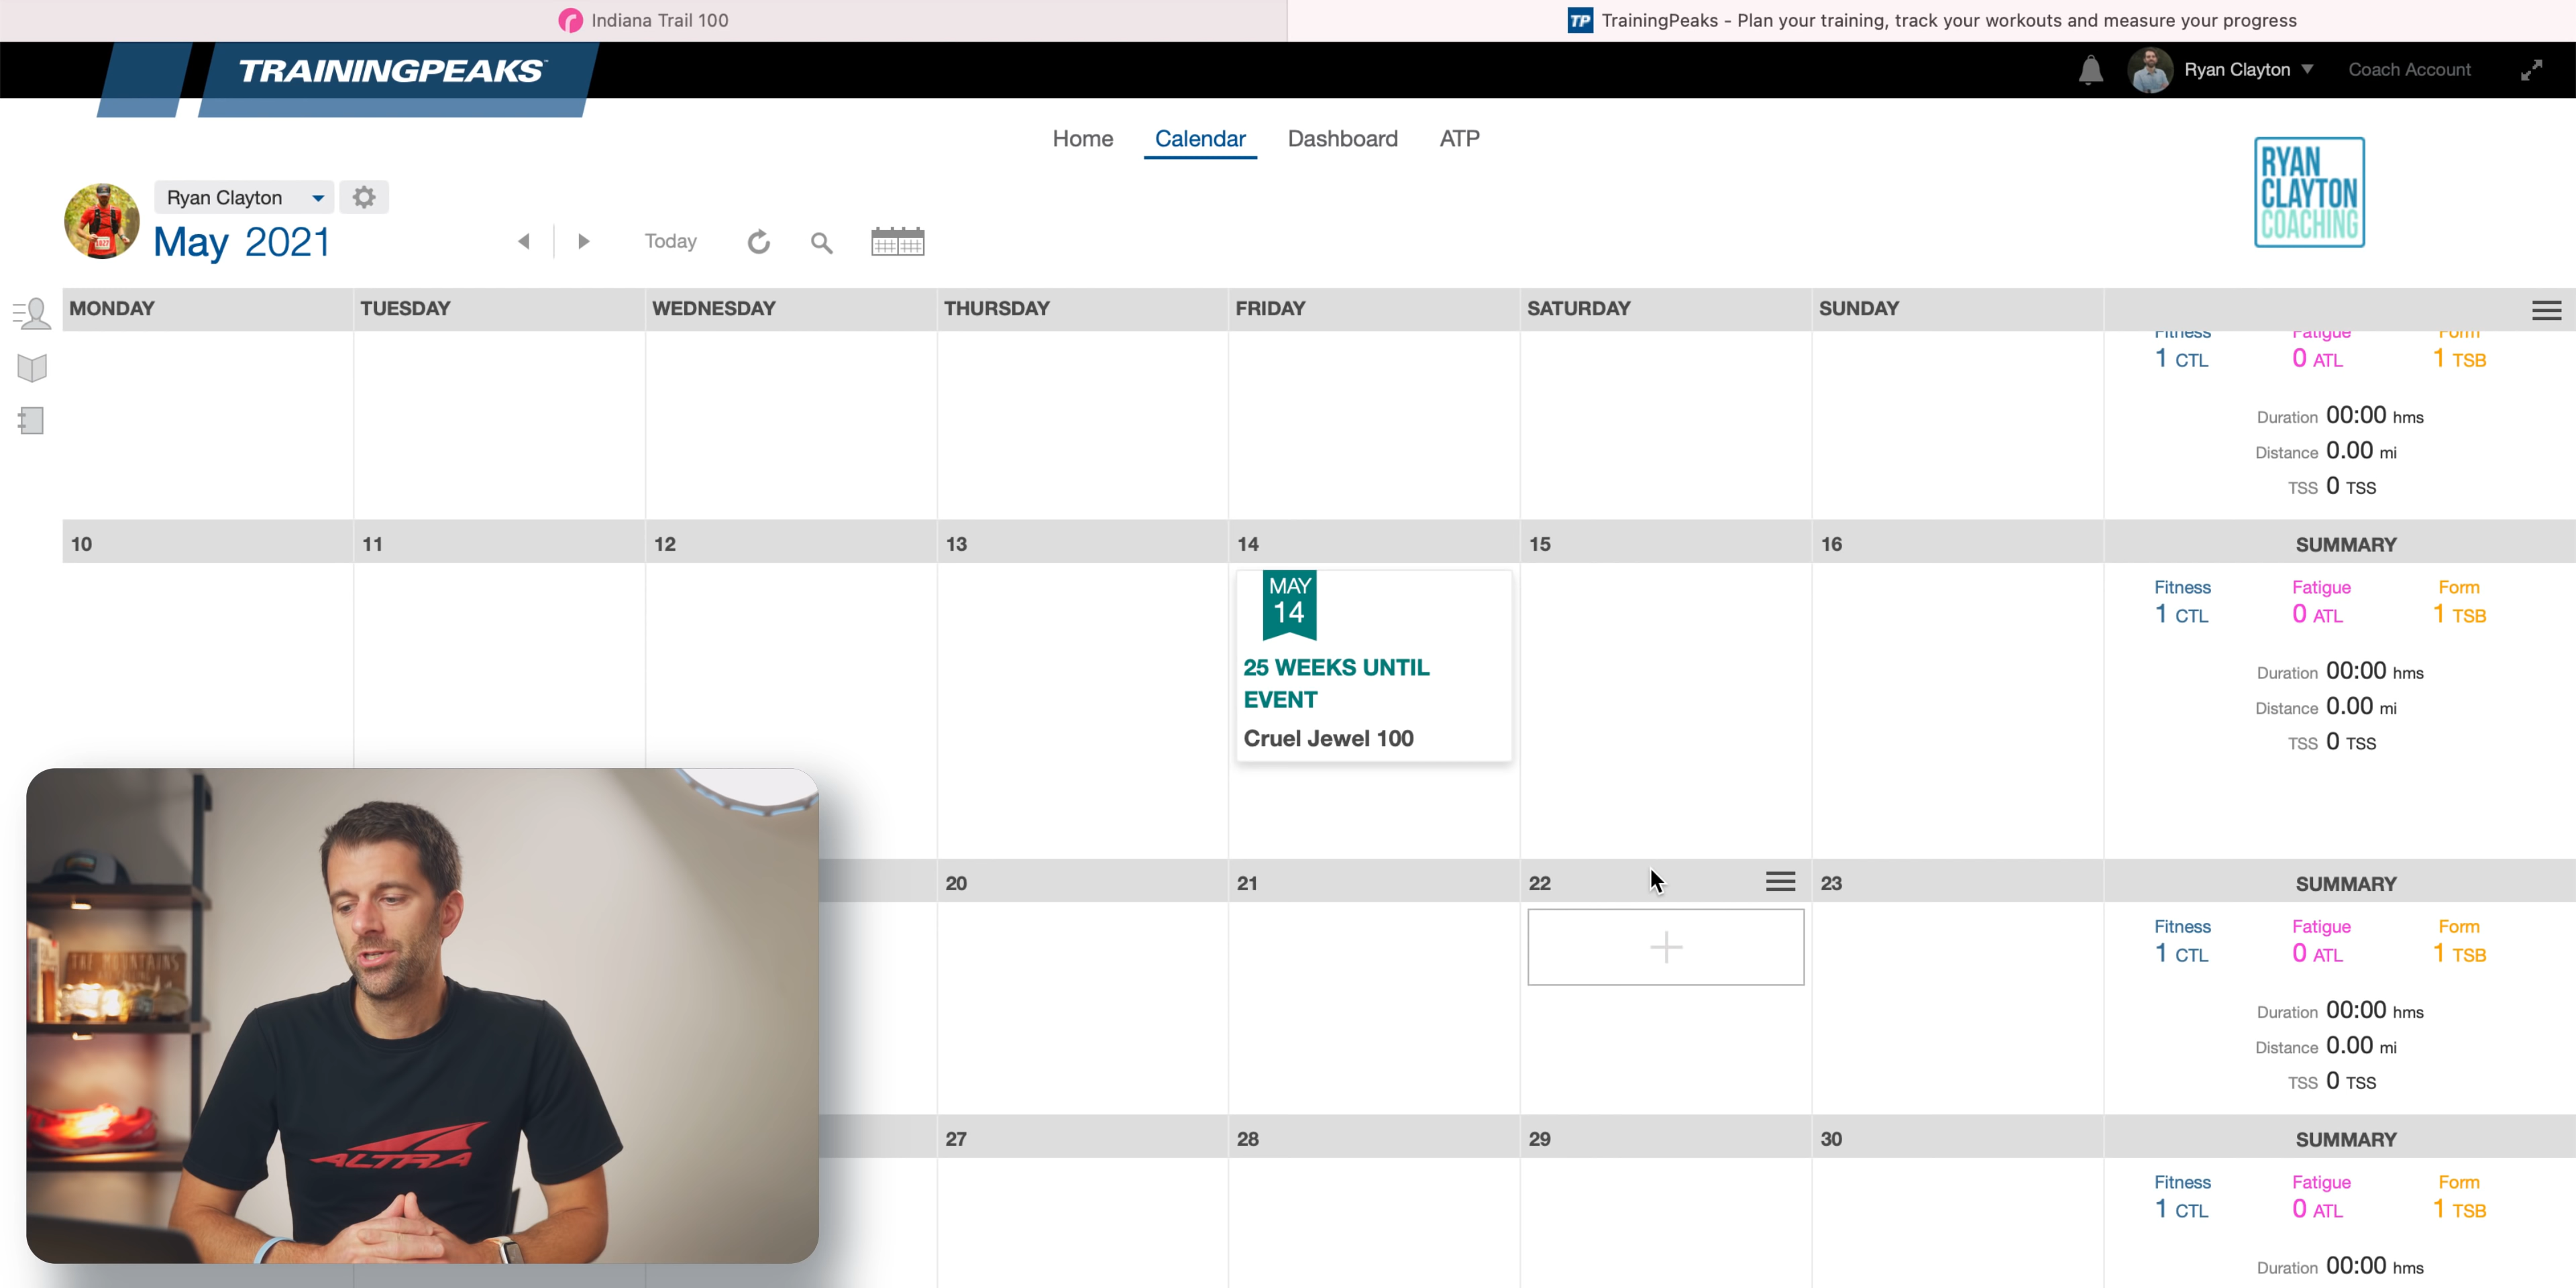 Indiana Trail 100
TP TrainingPeaks - Plan your training, track your workouts and measure your progress
TRAININGPEAKS
Ryan Clayton
Coach Account
Home Calendar Dashboard ATP
RYAN
CLAYTON
COACHING
Ryan Clayton
May 2021
Today
MONDAY TUESDAY WEDNESDAY THURSDAY FRIDAY SATURDAY SUNDAY
Fitness Fatigue Form
1 CTL 0 ATL 1 TSB
Duration 00:00 hms
Distance 0.00 mi
TSS 0 TSS
10 11 12 13 14 15 16 SUMMARY
MAY
14
25 WEEKS UNTIL
EVENT
Cruel Jewel 100
Fitness Fatigue Form
1 CTL 0 ATL 1 TSB
Duration 00:00 hms
Distance 0.00 mi
TSS 0 TSS
20 21 22 23 SUMMARY
Fitness Fatigue Form
1 CTL 0 ATL 1 TSB
Duration 00:00 hms
Distance 0.00 mi
TSS 0 TSS
27 28 29 30 SUMMARY
Fitness Fatigue Form
1 CTL 0 ATL 1 TSB
Duration 00:00 hms
THE MOUNTAINS
ALTRA